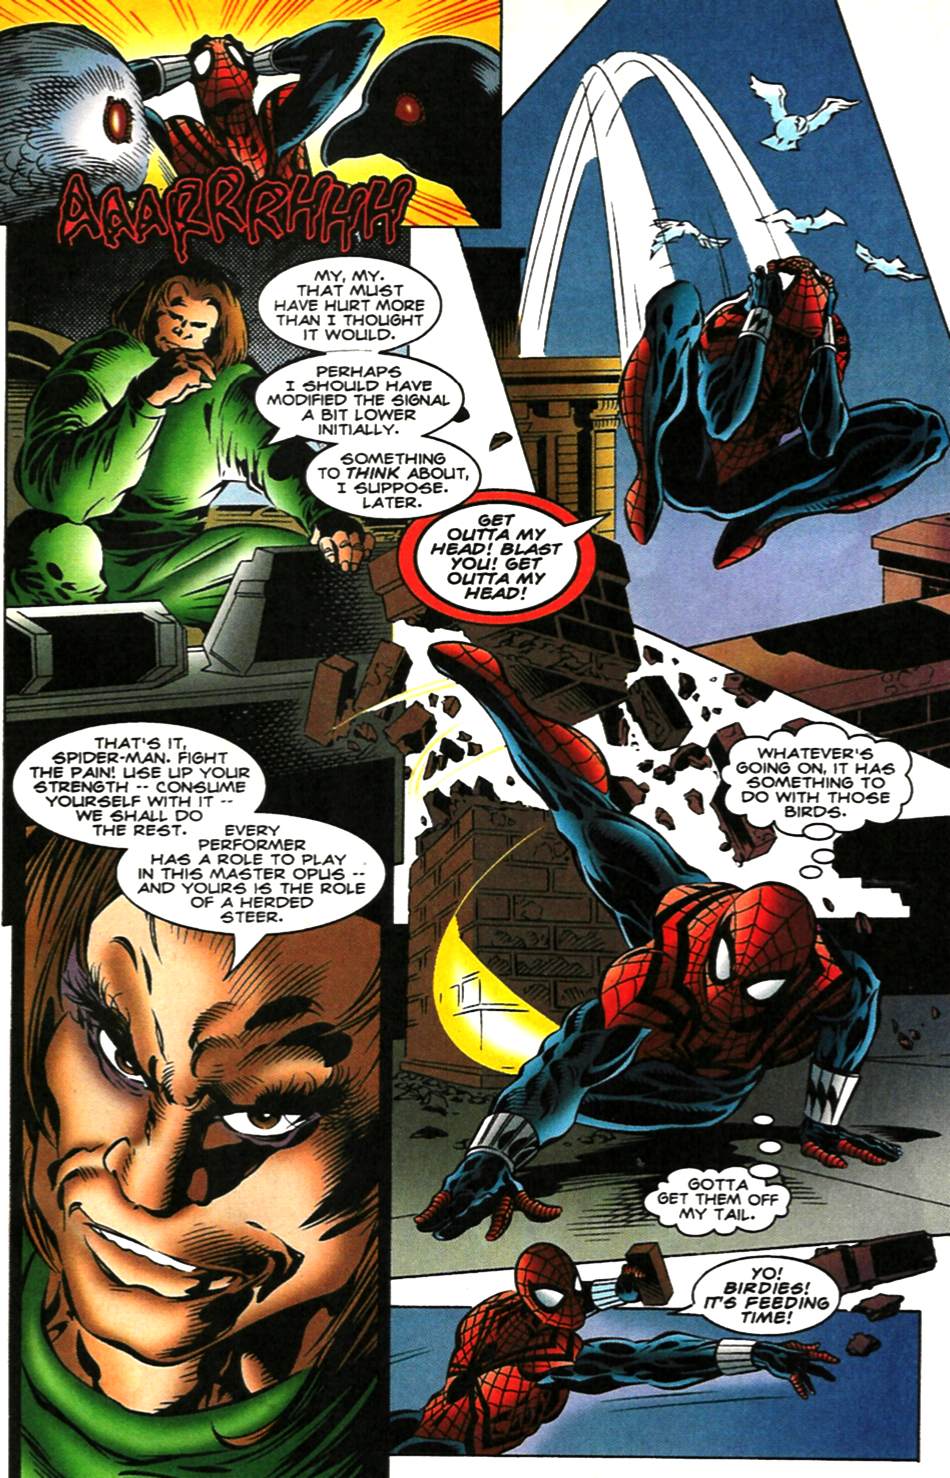 AAARRRRHHH
MY, MY.
THAT MUST
HAVE HURT MORE
THAN I THOUGHT
IT WOULD.
PERHAPS
I SHOULD HAVE
MODIFIED THE SIGNAL
A BIT LOWER
INITIALLY.
SOMETHING
TO THINK ABOUT,
I SUPPOSE.
LATER.
GET
OUTTA MY
HEAD! BLAST
YOU! GET
OUTTA MY
HEAD!
THAT'S IT,
SPIDER-MAN. FIGHT
THE PAIN! USE UP YOUR
STRENGTH -- CONSUME
YOURSELF WITH IT --
WE SHALL DO
THE REST.
EVERY
PERFORMER
HAS A ROLE TO PLAY
IN THIS MASTER OPUS --
AND YOURS IS THE ROLE
OF A HERDED
STEER.
WHATEVER'S
GOING ON, IT HAS
SOMETHING TO
DO WITH THOSE
BIRDS.
GOTTA
GET THEM OFF
MY TAIL.
YO!
BIRDIES!
IT'S FEEDING
TIME!